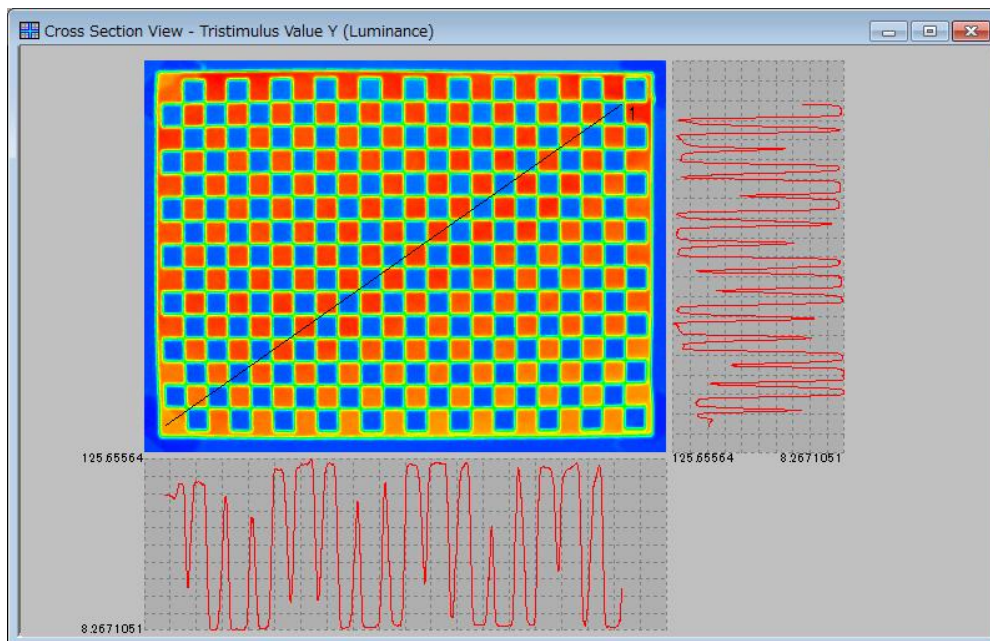 Cross Section View - Tristimulus Value Y (Luminance)
1
125.65564
125.65564 8.2671051
8.2671051